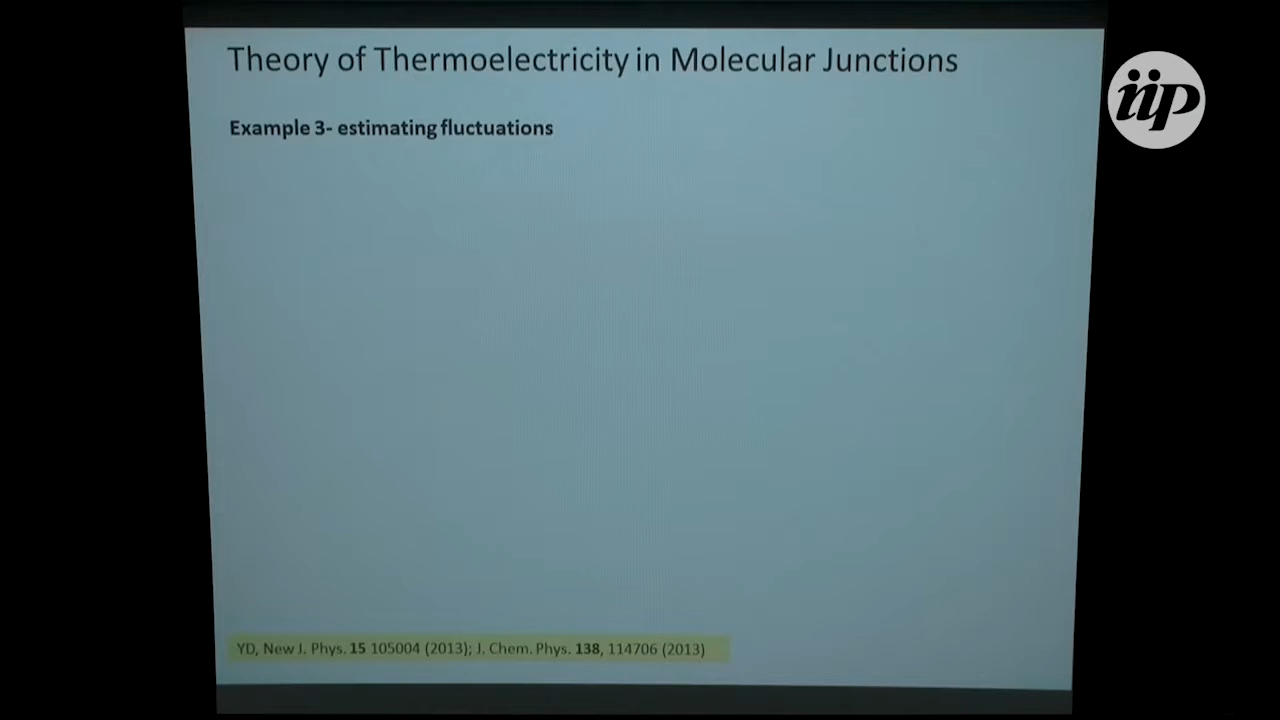 Theory of Thermoelectricity in Molecular Junctions
iip
Example 3- estimating fluctuations
YD, New J. Phys. 15 105004 (2013); J. Chem. Phys. 138, 114706 (2013)